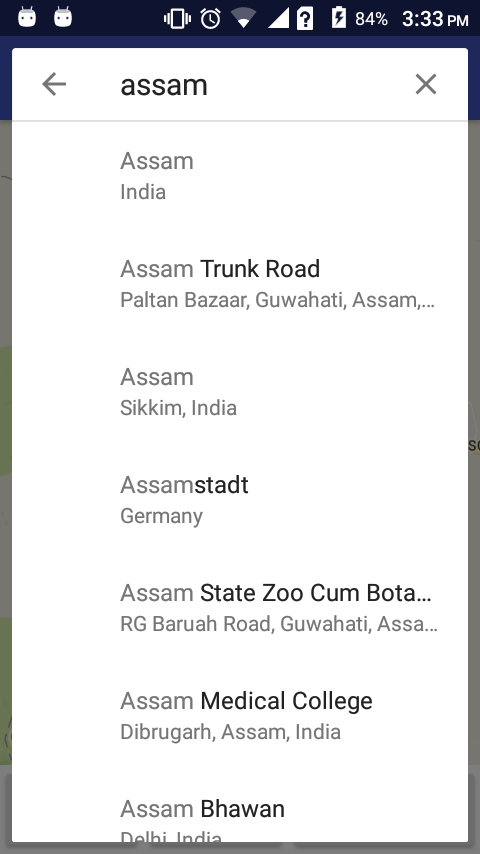 84% 3:33 PM
assam
Assam
India
Assam Trunk Road
Paltan Bazaar, Guwahati, Assam,...
Assam
Sikkim, India
Assamstadt
Germany
Assam State Zoo Cum Bota...
RG Baruah Road, Guwahati, Assa...
Assam Medical College
Dibrugarh, Assam, India
Assam Bhawan
Delhi, India